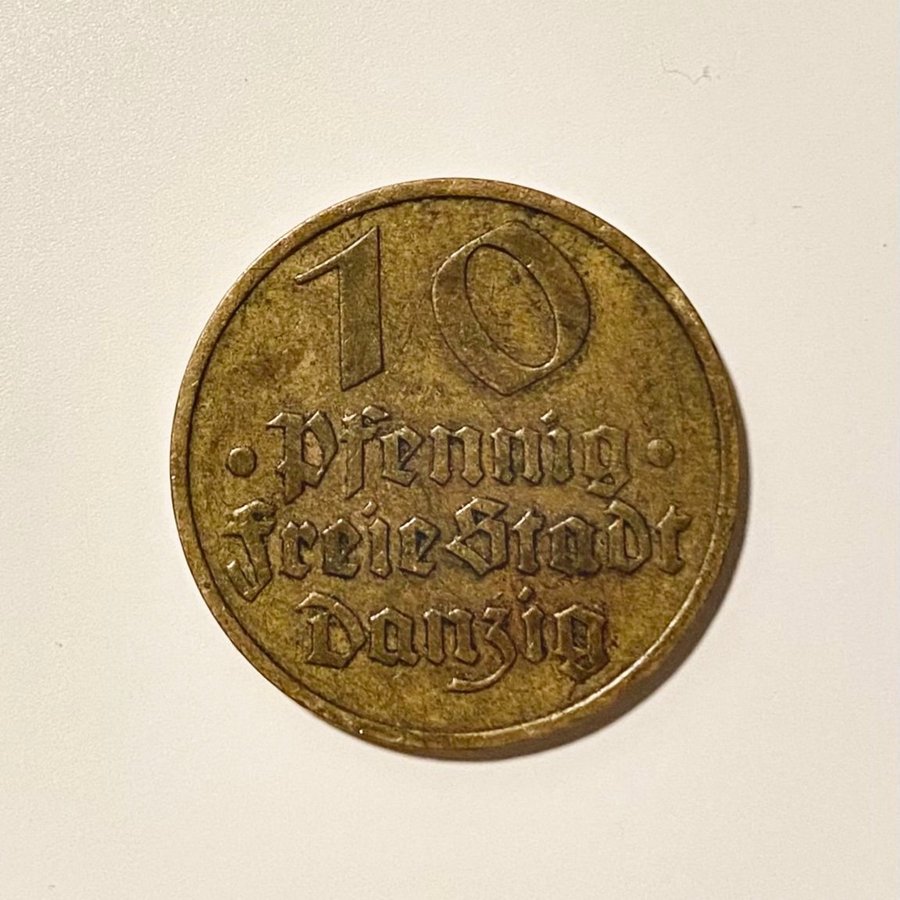 10
· Pfennig ·
Freie Stadt
Danzig